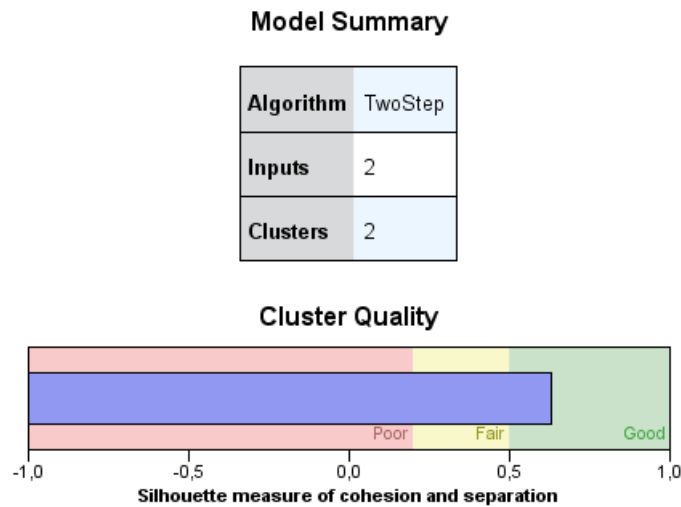 Model Summary
Algorithm TwoStep
Inputs 2
Clusters 2
Cluster Quality
Poor Fair Good
-1,0 -0,5 0,0 0,5 1,0
Silhouette measure of cohesion and separation